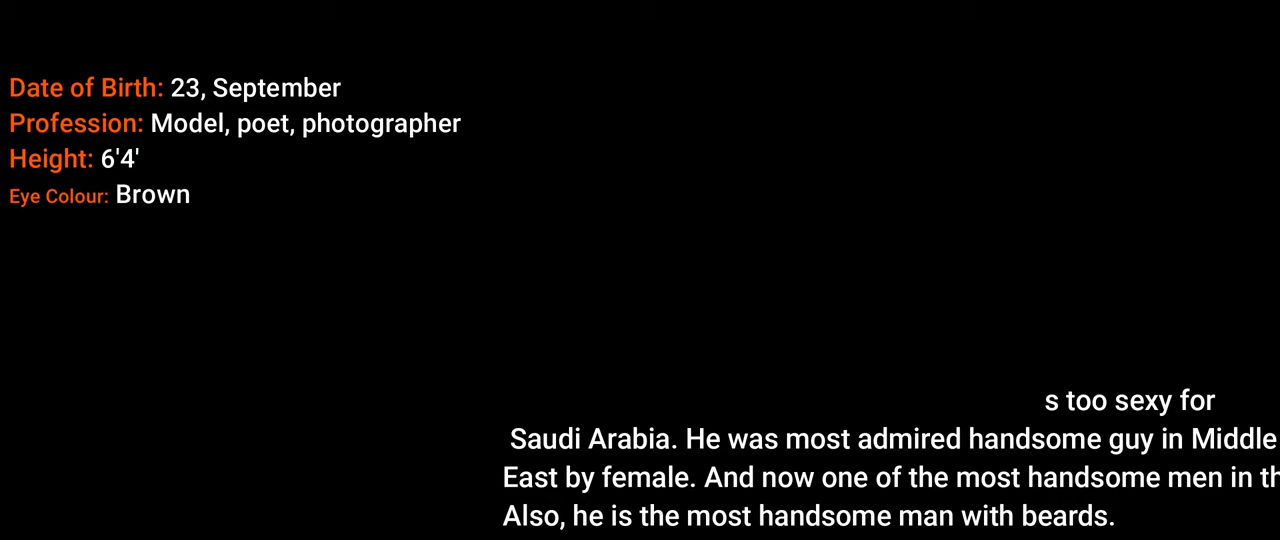 Date of Birth: 23, September
Profession: Model, poet, photographer
Height: 6'4'
Eye Colour: Brown
s too sexy for
Saudi Arabia. He was most admired handsome guy in Middle
East by female. And now one of the most handsome men in
Also, he is the most handsome man with beards.